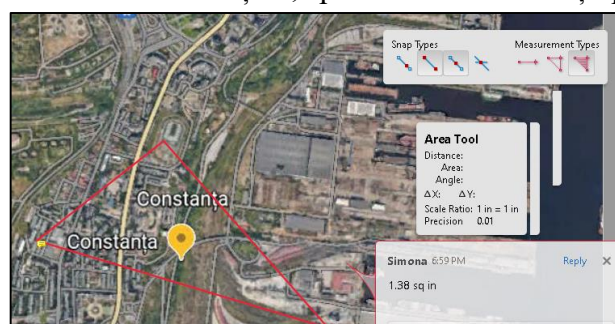 Snap Types
Measurement Types
Area Tool
Distance:
Area:
Angle:
ΔX: ΔY:
Scale Ratio: 1 in = 1 in
Precision 0.01
Constanța
Constanța
Simona 6:59 PM Reply ×
1.38 sq in